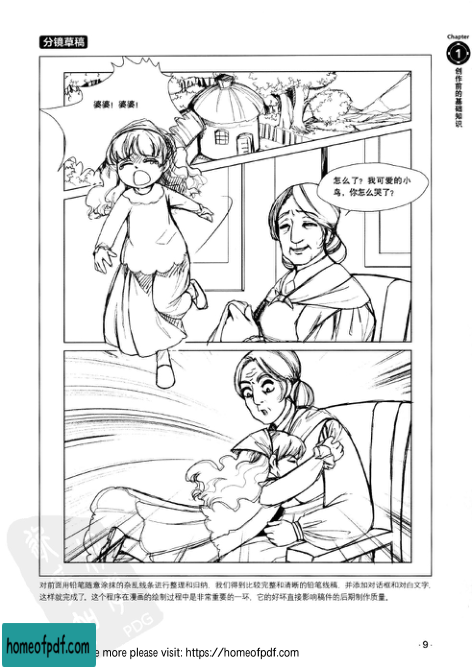 Chapter
1
创作前的基础知识
分镜草稿
婆婆！婆婆！
怎么了？我可爱的小
鸟，你怎么哭了？
对前面用铅笔随意涂抹的杂乱线条进行整理和归纳，我们得到比较完整和清晰的铅笔线稿，并添加对话框和对白文字，
这样就完成了。这个程序在漫画的绘制过程中是非常重要的一环，它的好坏直接影响稿件的后期制作质量。
PDG
· 9 ·
homeofpdf.com
e more please visit: https://homeofpdf.com